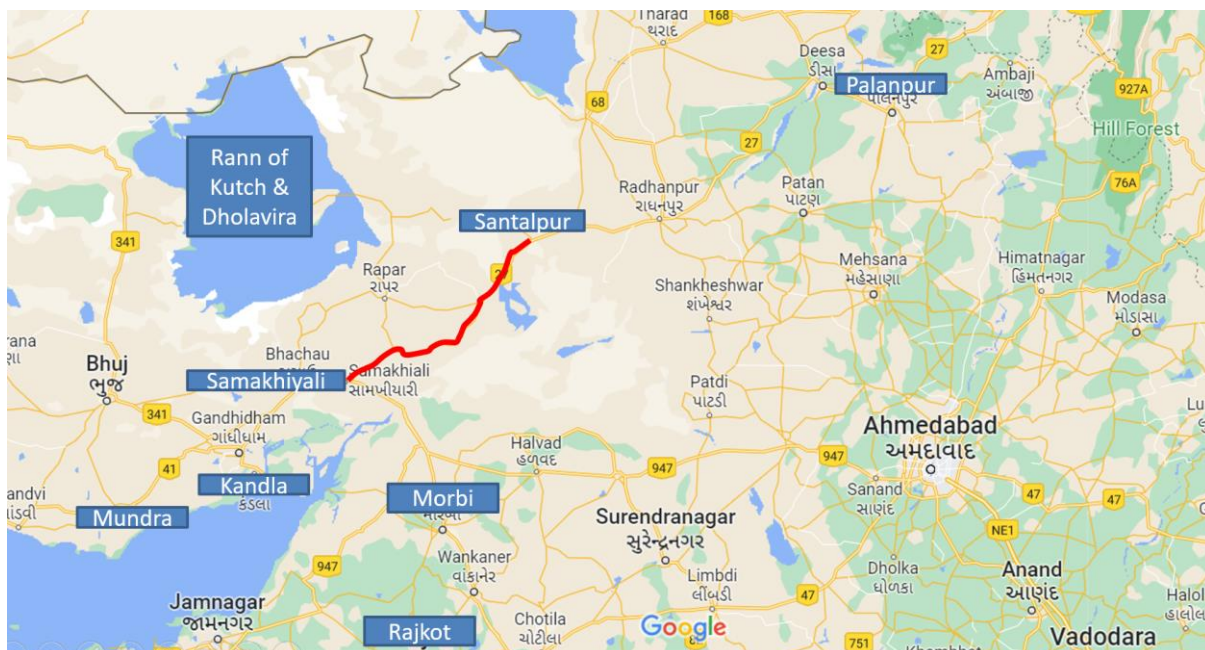 Tharad
થરાદ
168
27
Deesa
ડીસા
Ambaji
અંબાજી
Palanpur
પાલનપુર
927A
Hill Forest
68
27
76A
Rann of
Kutch &
Dholavira
Radhanpur
રાધનપુર
Patan
પાટણ
Santalpur
341
Rapar
રાપર
Mehsana
મહેસાણા
Himatnagar
હિંમતનગર
Shankheshwar
શંખેશ્વર
Modasa
મોડાસા
Bhuj
ભુજ
Bhachau
Samakhiyali
Samakhiali
સામખીયારી
Patdi
પાટડી
341
Gandhidham
ગાંધીધામ
Ahmedabad
અમદાવાદ
Halvad
હળવદ
947
947
41
Kandla
કંડલા
Morbi
Sanand
સાણંદ
47
47
Mundra
Surendranagar
સુરેન્દ્રનગર
NE1
Wankaner
વાંકાનેર
Dholka
ધોળકા
Anand
આણંદ
947
Limbdi
લીંબડી
47
Jamnagar
જામનગર
Rajkot
Chotila
ચોટીલા
Google
751
Vadodara